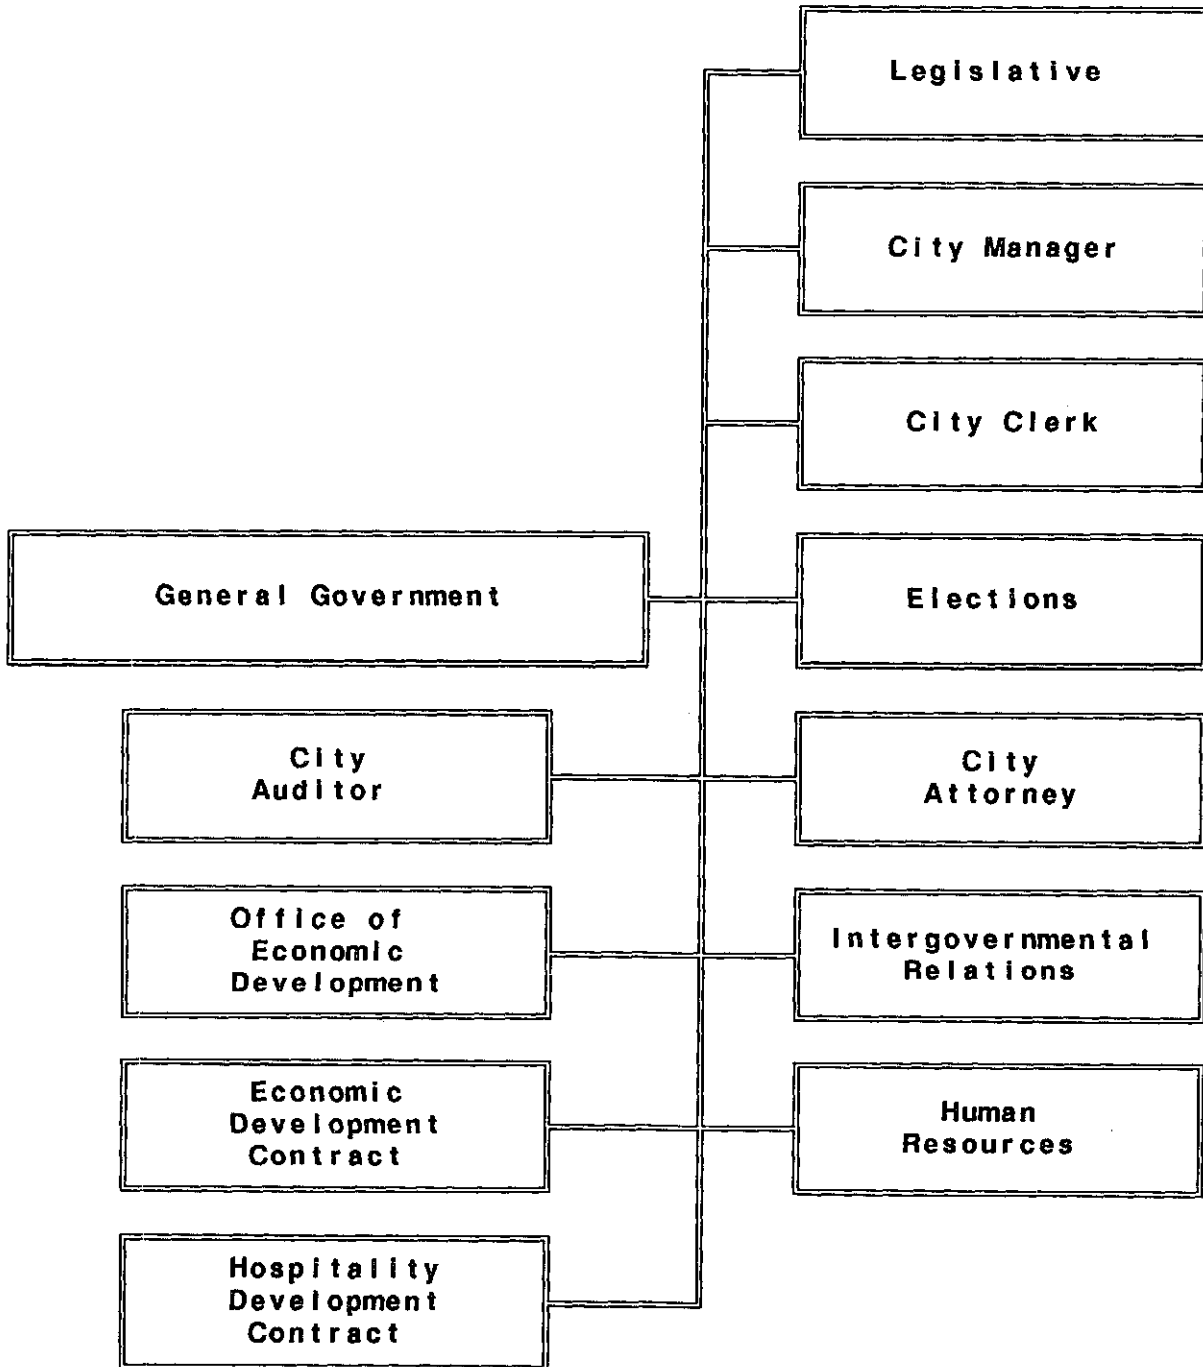 Legislative
City Manager
City Clerk
General Government
Elections
City
Auditor
City
Attorney
Office of
Economic
Development
Intergovernmental
Relations
Economic
Development
Contract
Human
Resources
Hospitality
Development
Contract